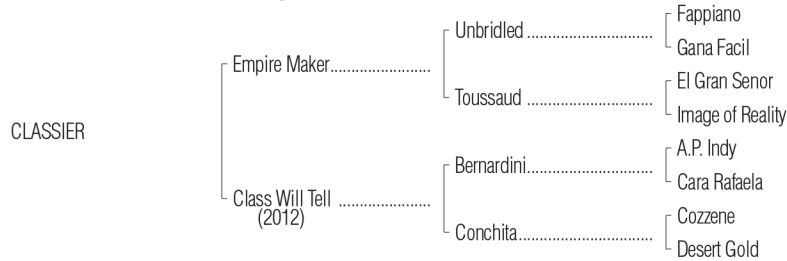 Fappiano
Unbridled ............................
Gana Facil
Empire Maker........................
El Gran Senor
Toussaud ............................
Image of Reality
CLASSIER
A.P. Indy
Bernardini............................
Cara Rafaela
Class Will Tell ......................
(2012)
Cozzene
Conchita..............................
Desert Gold